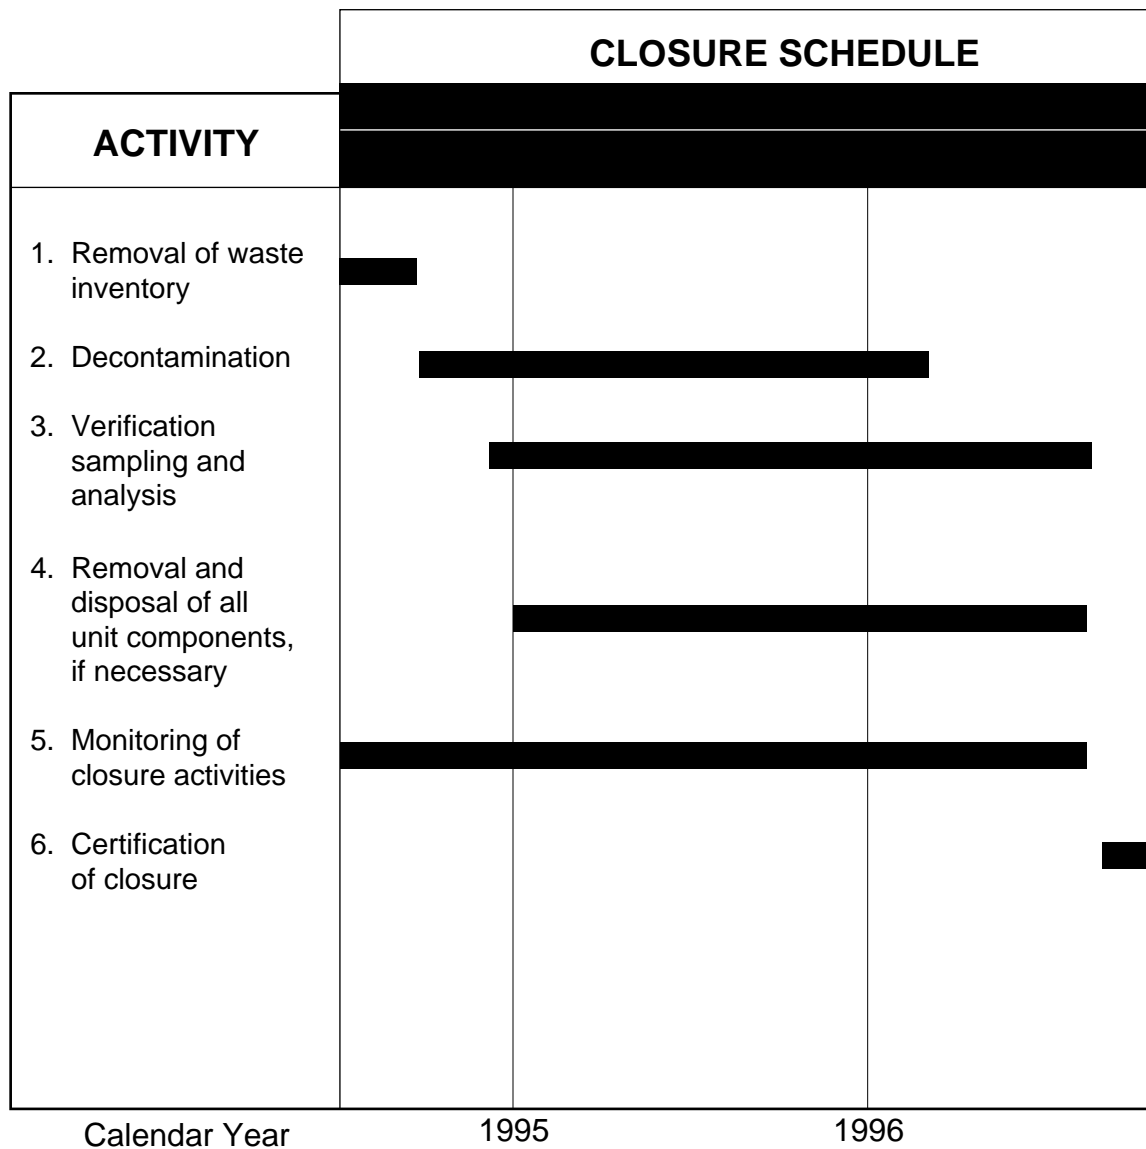 CLOSURE SCHEDULE
ACTIVITY
1. Removal of waste
inventory
2. Decontamination
3. Verification
sampling and
analysis
4. Removal and
disposal of all
unit components,
if necessary
5. Monitoring of
closure activities
6. Certification
of closure
Calendar Year
1995
1996